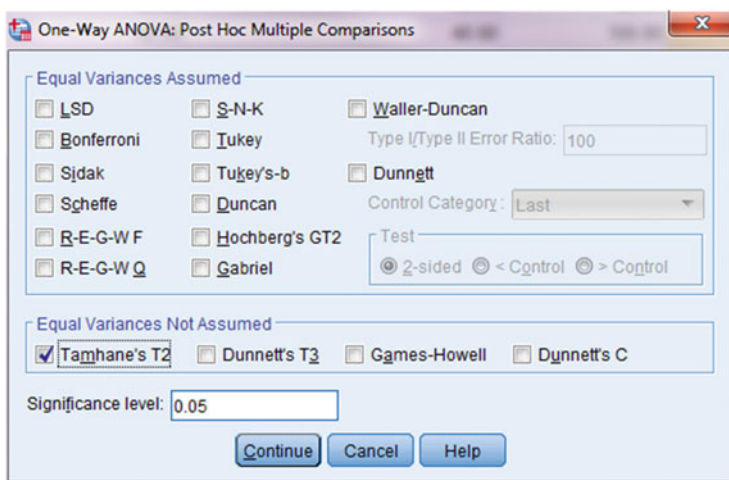 One-Way ANOVA: Post Hoc Multiple Comparisons
Equal Variances Assumed
LSD S-N-K Waller-Duncan
Bonferroni Tukey Type I/Type II Error Ratio: 100
Sidak Tukey's-b Dunnett
Scheffe Duncan Control Category : Last
R-E-G-W F Hochberg's GT2 Test
R-E-G-W Q Gabriel 2-sided < Control > Control
Equal Variances Not Assumed
Tamhane's T2 Dunnett's T3 Games-Howell Dunnett's C
Significance level: 0.05
Continue Cancel Help